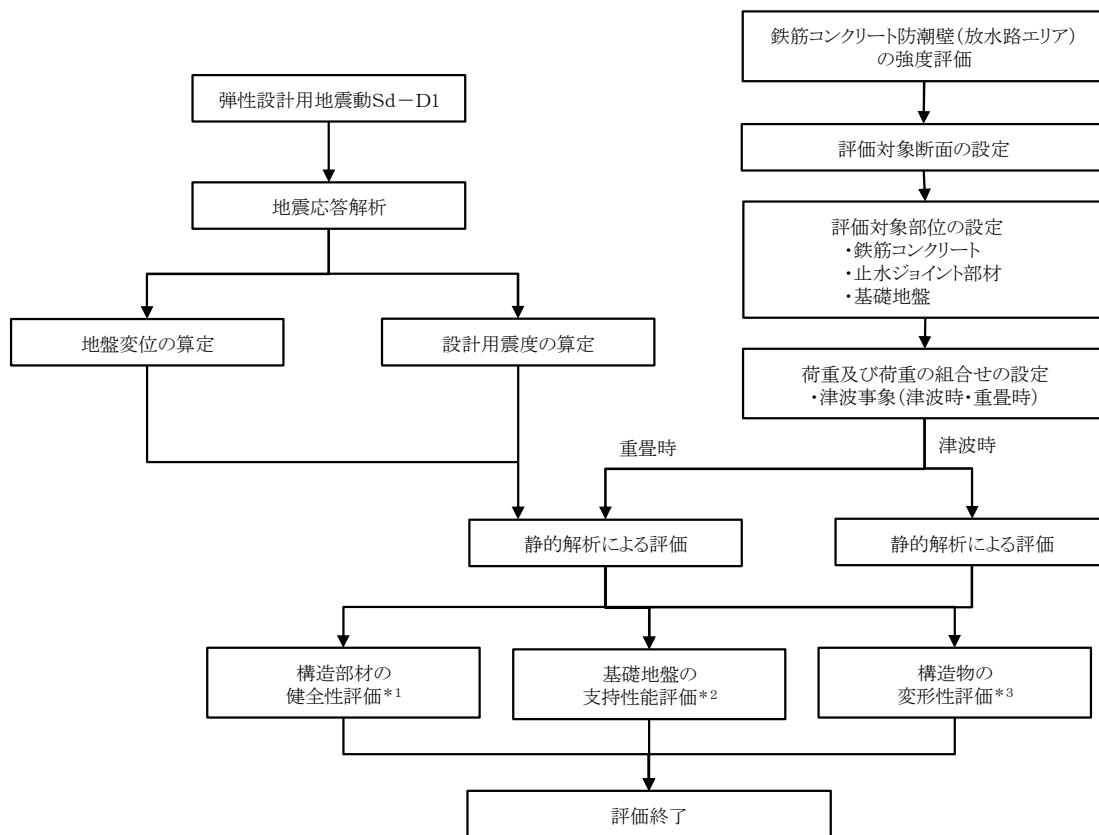 鉄筋コンクリート防潮壁(放水路エリア)
の強度評価
弾性設計用地震動Sd-D1
評価対象断面の設定
地震応答解析
評価対象部位の設定
・鉄筋コンクリート
・止水ジョイント部材
・基礎地盤
地盤変位の算定
設計用震度の算定
荷重及び荷重の組合せの設定
・津波事象(津波時・重畳時)
重畳時
津波時
静的解析による評価
静的解析による評価
構造部材の
健全性評価*1
基礎地盤の
支持性能評価*2
構造物の
変形性評価*3
評価終了